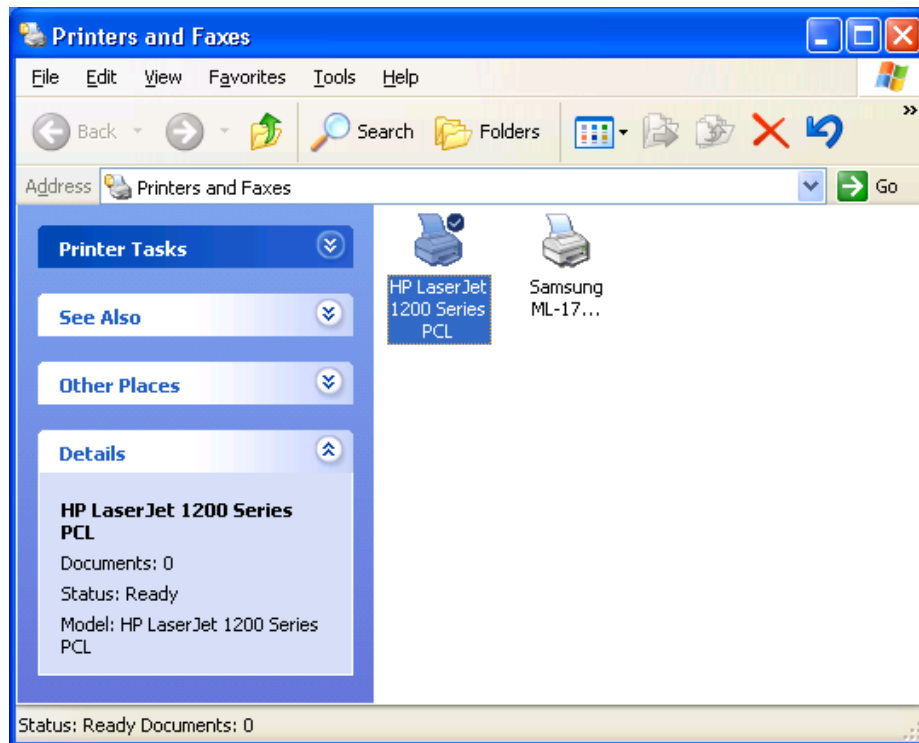 Printers and Faxes
File Edit View Favorites Tools Help
Back Search Folders »
Address Printers and Faxes Go
Printer Tasks
See Also
Other Places
Details
HP LaserJet 1200 Series
PCL
Documents: 0
Status: Ready
Model: HP LaserJet 1200 Series
PCL
HP LaserJet
1200 Series
PCL
Samsung
ML-17...
Status: Ready Documents: 0